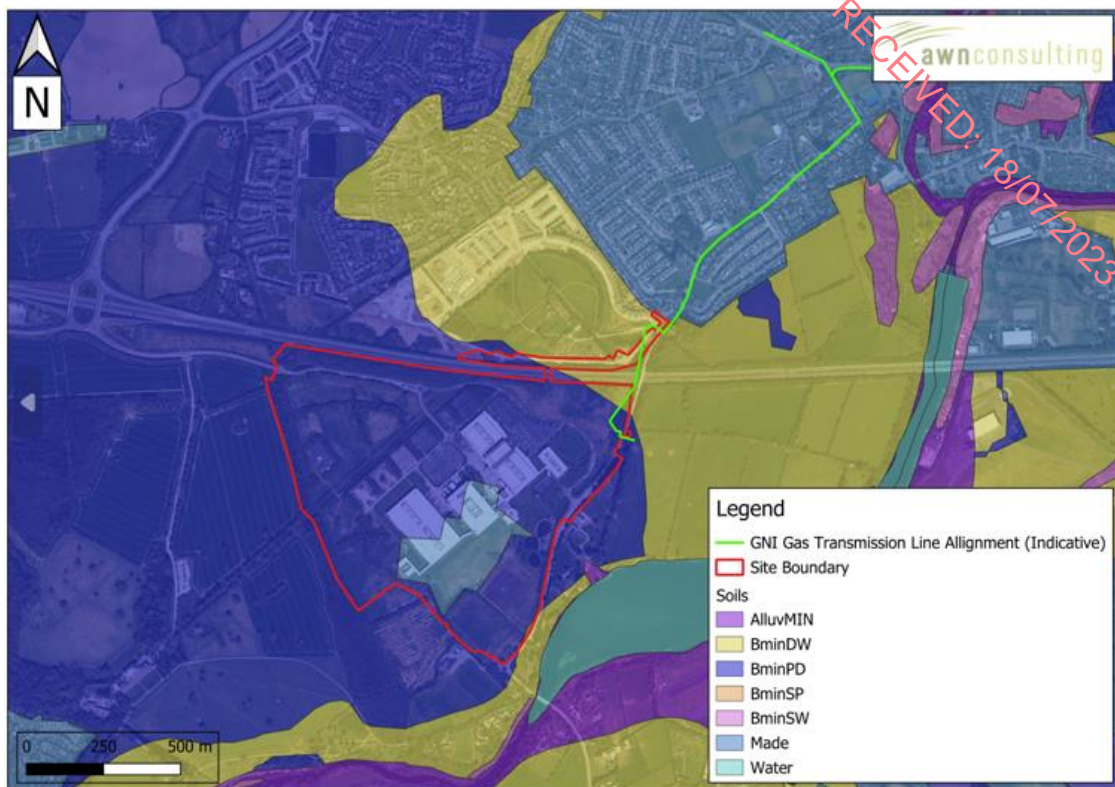 N
awnconsulting
RECEIVED: 18/07/2023
Legend
GNI Gas Transmission Line Allignment (Indicative)
Site Boundary
Soils
AlluvMIN
BminDW
BminPD
BminSP
BminSW
Made
Water
0 250 500 m